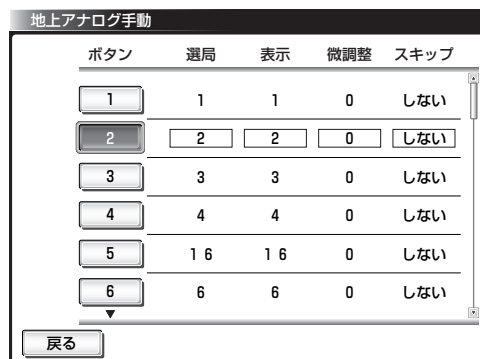 地上アナログ手動
ボタン 選局 表示 微調整 スキップ
1 1 1 0 しない
2 2 2 0 しない
3 3 3 0 しない
4 4 4 0 しない
5 16 16 0 しない
6 6 6 0 しない
戻る